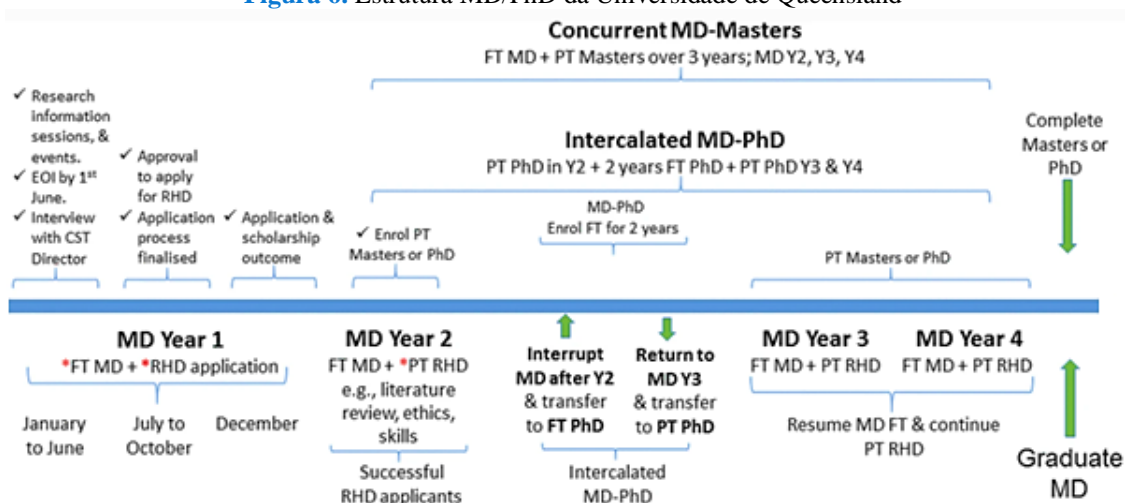 Figura 6. Estrutura MD/PhD da Universidade de Queensland
Concurrent MD-Masters
FT MD + PT Masters over 3 years; MD Y2, Y3, Y4
Intercalated MD-PhD
PT PhD in Y2 + 2 years FT PhD + PT PhD Y3 & Y4
✓ Research
information
sessions, &
events.
✓ EOI by 1st
June.
✓ Interview
with CST
Director
✓ Approval
to apply
for RHD
✓ Application
process
finalised
✓ Application &
scholarship
outcome
✓ Enrol PT
Masters or PhD
MD-PhD
Enrol FT for 2 years
PT Masters or PhD
Complete
Masters or
PhD
MD Year 1
*FT MD + *RHD application
January
to June
July to
October
December
MD Year 2
FT MD + *PT RHD
e.g., literature
review, ethics,
skills
Successful
RHD applicants
Interrupt
MD after Y2
& transfer
to FT PhD
Return to
MD Y3
& transfer
to PT PhD
Intercalated
MD-PhD
MD Year 3
FT MD + PT RHD
MD Year 4
FT MD + PT RHD
Resume MD FT & continue
PT RHD
Graduate
MD